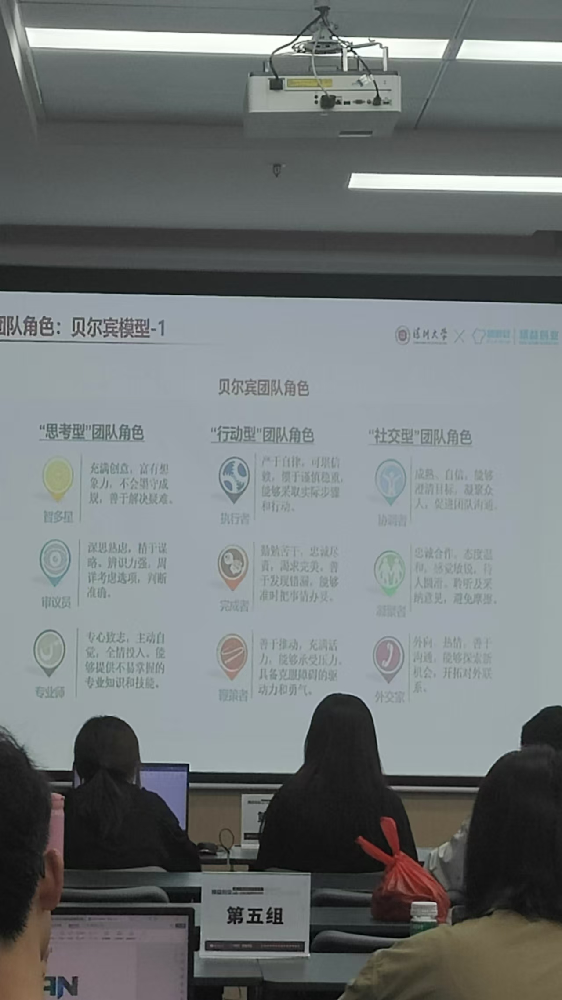 团队角色：贝尔宾模型-1
深圳大学
精益创业
贝尔宾团队角色
“思考型”团队角色
充满创意，富有想
象力，不会墨守成
规，善于解决疑难。
智多星
深思熟虑，精于谋
略。辨识力强，周
详考虑选项，判断
准确。
审议员
专心致志，主动自
觉，全情投入。能
够提供不易掌握的
专业知识和技能。
专业师
“行动型”团队角色
严于自律，可堪信
赖，惯于谨慎稳重，
能够采取实际步骤
和行动。
执行者
勤勉苦干，忠诚尽
责，渴求完美。善
于发现错漏，能够
准时把事情办妥。
完成者
善于推动，充满活
力，能够承受压力。
具备克服障碍的驱
动力和勇气。
鞭策者
“社交型”团队角色
成熟、自信，能够
澄清目标，凝聚众
人，促进团队沟通。
协调者
忠诚合作，态度温
和，感觉敏锐，待
人圆滑。聆听及采
纳意见，避免摩擦。
凝聚者
外向、热情，善于
沟通，能够探索新
机会，开拓对外联
系。
外交家
第五组